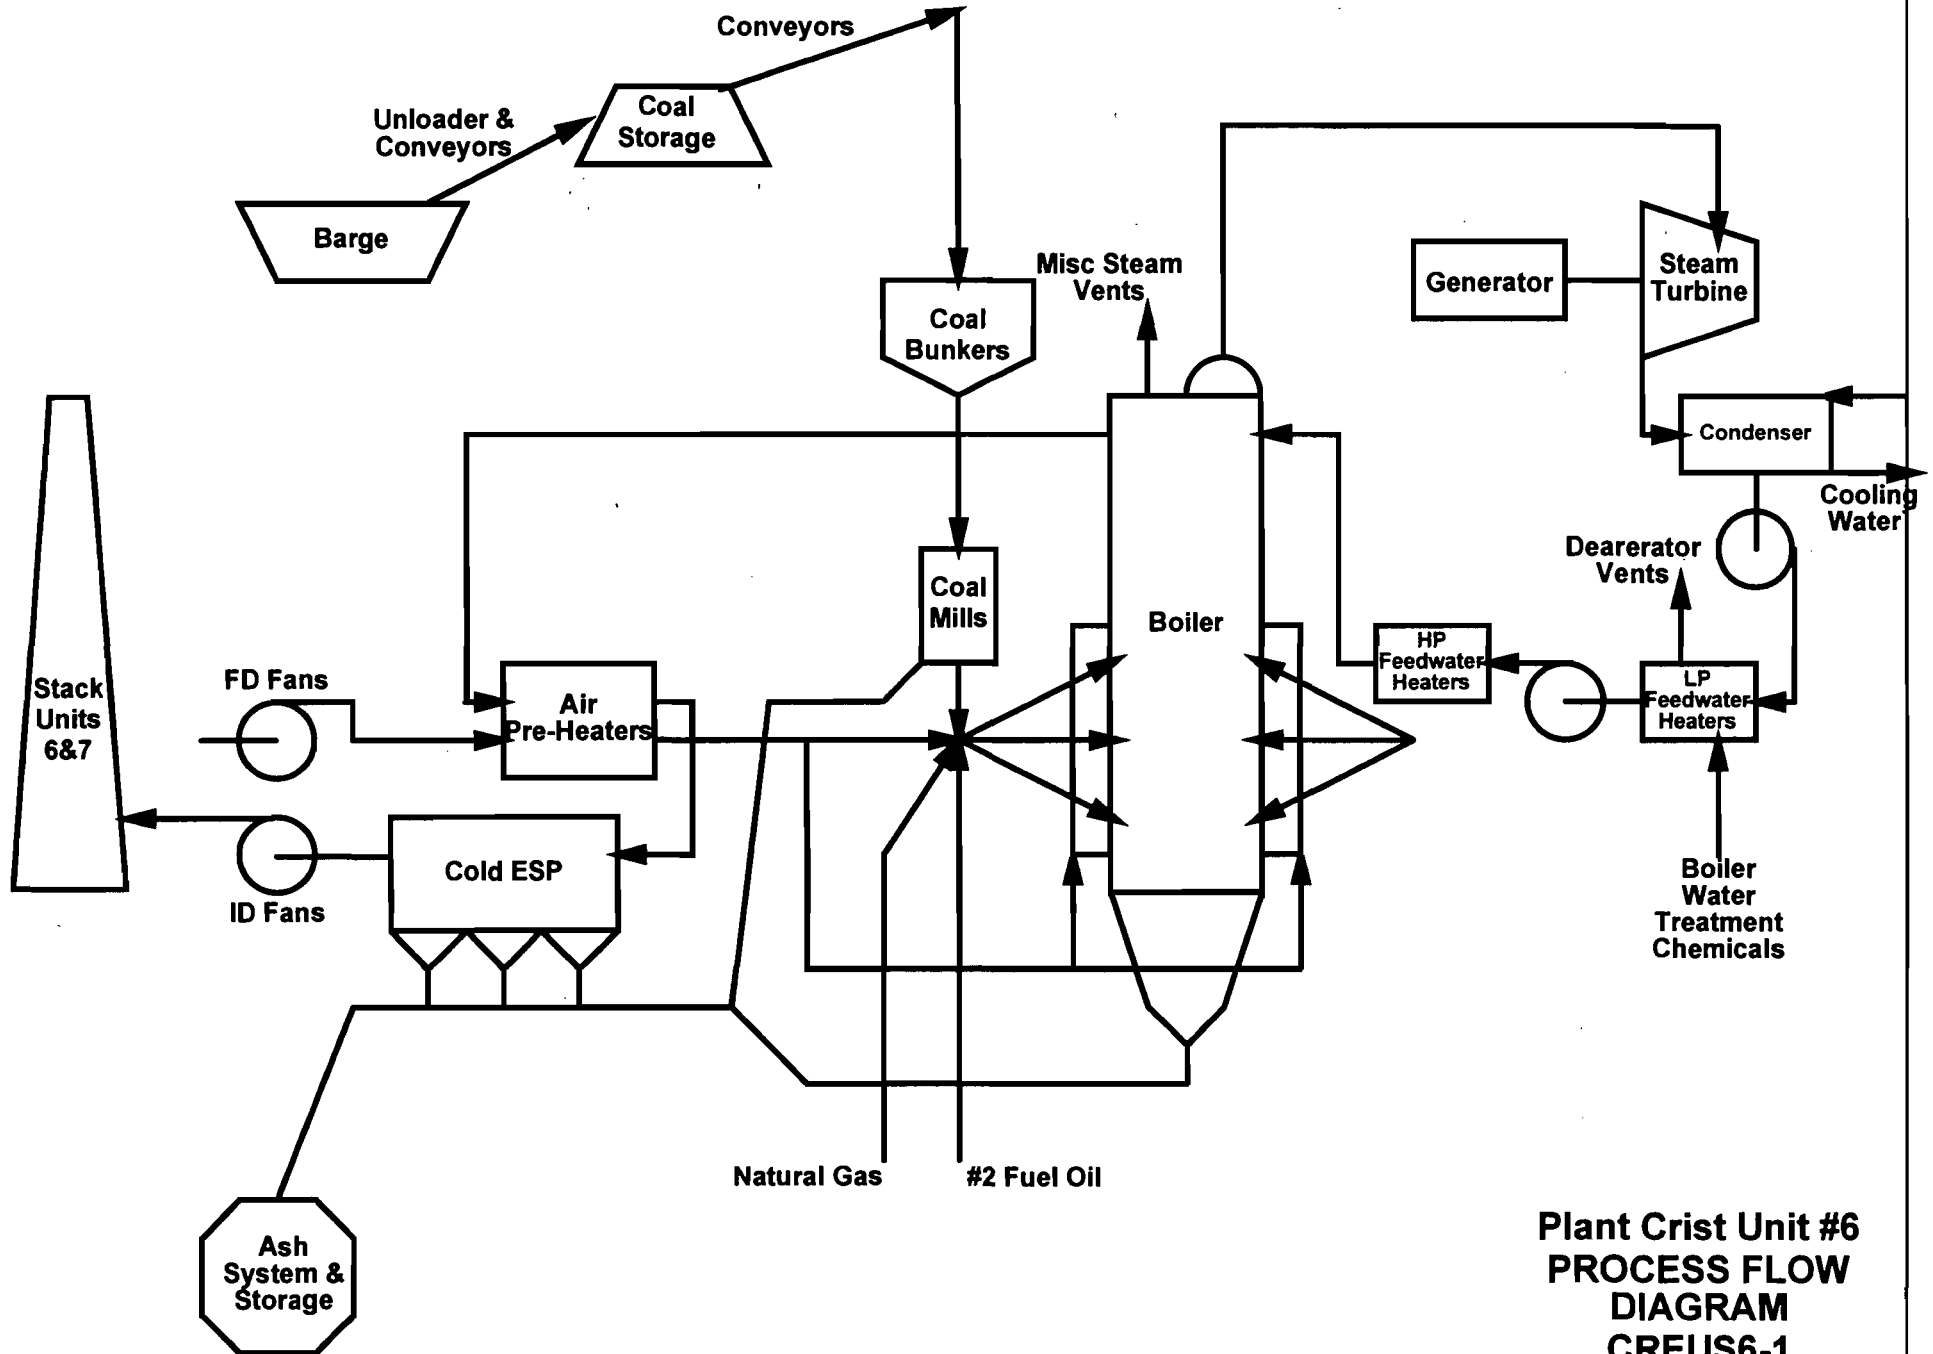 Conveyors
Unloader &
Conveyors
Coal
Storage
Barge
Coal
Bunkers
Misc Steam
Vents
Generator
Steam
Turbine
Condenser
Cooling
Water
Dearerator
Vents
Coal
Mills
Boiler
HP
Feedwater
Heaters
LP
Feedwater
Heaters
Stack
Units
6&7
FD Fans
Air
Pre-Heaters
Cold ESP
ID Fans
Boiler
Water
Treatment
Chemicals
Natural Gas
#2 Fuel Oil
Ash
System &
Storage
Plant Crist Unit #6
PROCESS FLOW
DIAGRAM
CREUS6-1